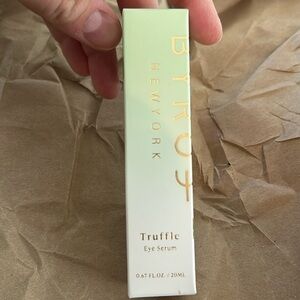 BYROE
NEW YORK
Truffle
Eye Serum
0.67 FL.OZ. / 20ML